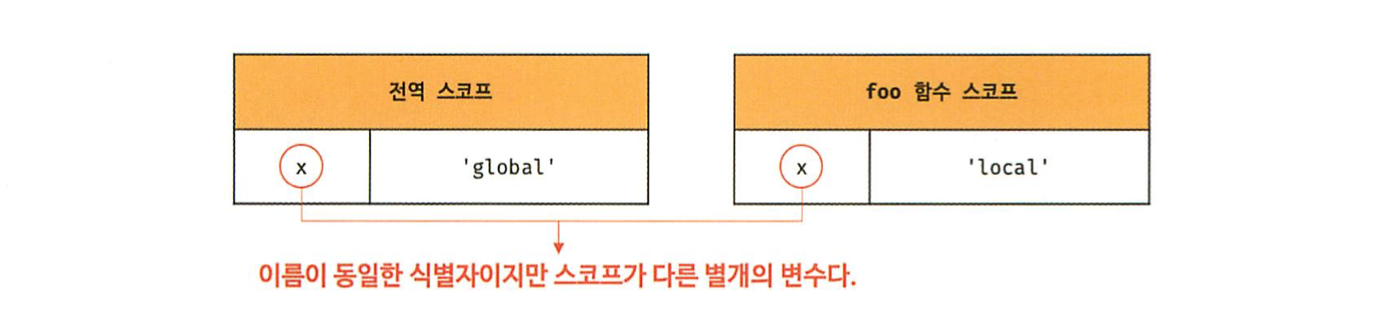 전역 스코프
foo 함수 스코프
x
'global'
x
'local'
이름이 동일한 식별자이지만 스코프가 다른 별개의 변수다.